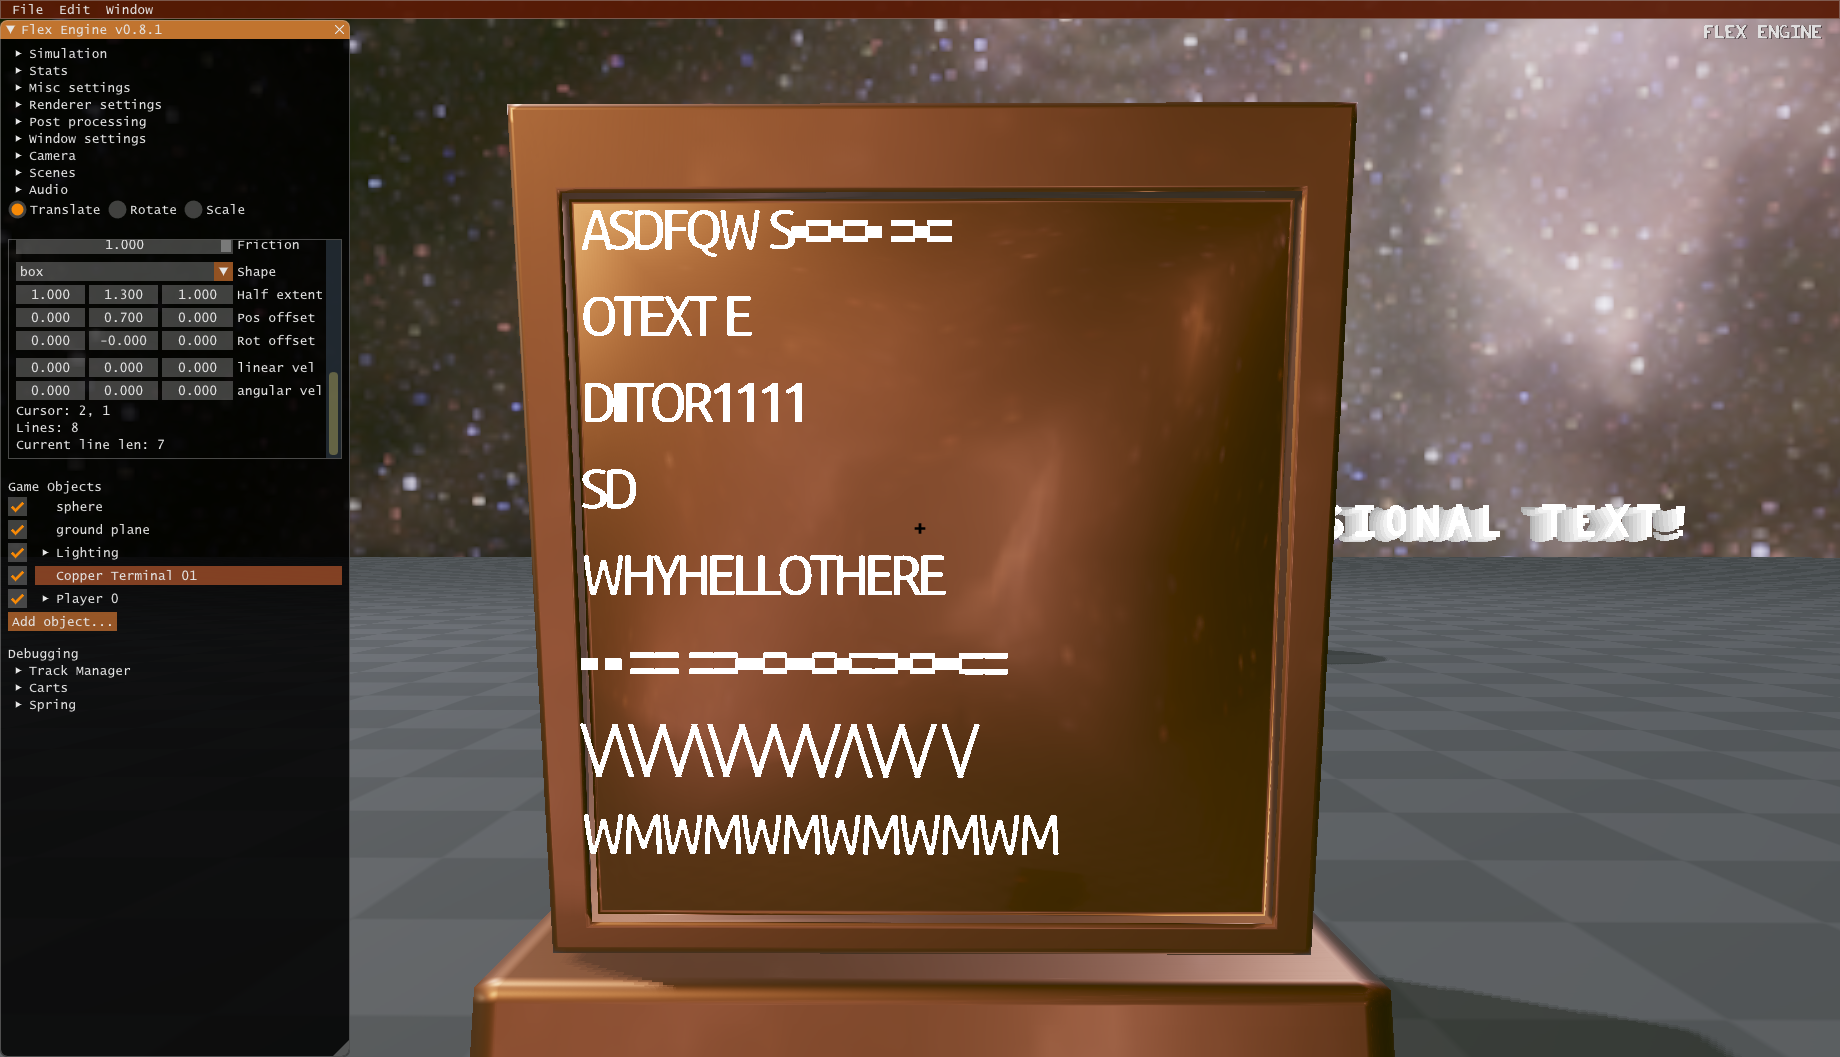 File Edit Window
Flex Engine v0.8.1
FLEX ENGINE
Simulation
Stats
Misc settings
Renderer settings
Post processing
Window settings
Camera
Scenes
Audio
Translate Rotate Scale
1.000 Friction
box Shape
1.000 1.300 1.000 Half extent
0.000 0.700 0.000 Pos offset
0.000 -0.000 0.000 Rot offset
0.000 0.000 0.000 linear vel
0.000 0.000 0.000 angular vel
Cursor: 2, 1
Lines: 8
Current line len: 7
Game Objects
sphere
ground plane
Lighting
Copper Terminal 01
Player 0
Add object...
Debugging
Track Manager
Carts
Spring
ASDFQW S-=-=- =-=
OTEXT E
DITOR1111
SD
WHYHELLOTHERE
WMWMWMWMWMWM
SIONAL TEXT!